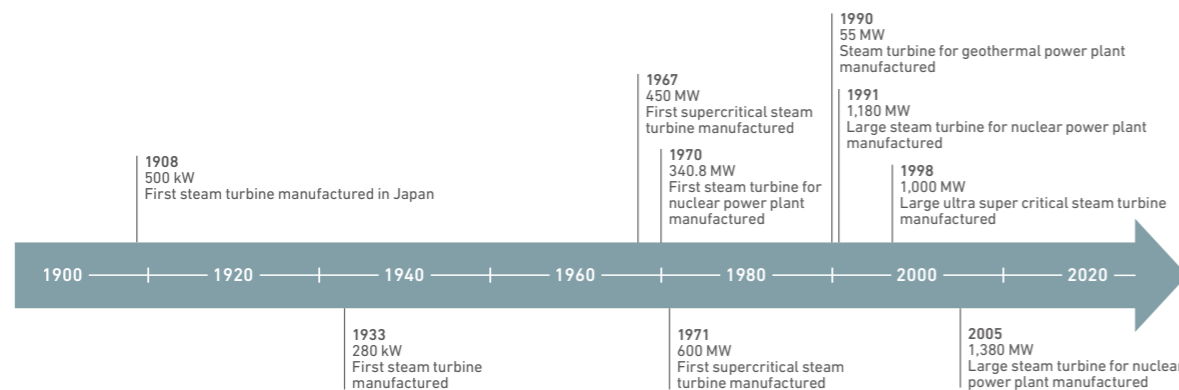 1990
55 MW
Steam turbine for geothermal power plant
manufactured
1967
450 MW
First supercritical steam
turbine manufactured
1991
1,180 MW
Large steam turbine for nuclear power plant
manufactured
1908
500 kW
First steam turbine manufactured in Japan
1970
340.8 MW
First steam turbine for
nuclear power plant
manufactured
1998
1,000 MW
Large ultra super critical steam turbine
manufactured
1900 1920 1940 1960 1980 2000 2020
1933
280 kW
First steam turbine
manufactured
1971
600 MW
First supercritical steam
turbine manufactured
2005
1,380 MW
Large steam turbine for nuclear
power plant manufactured